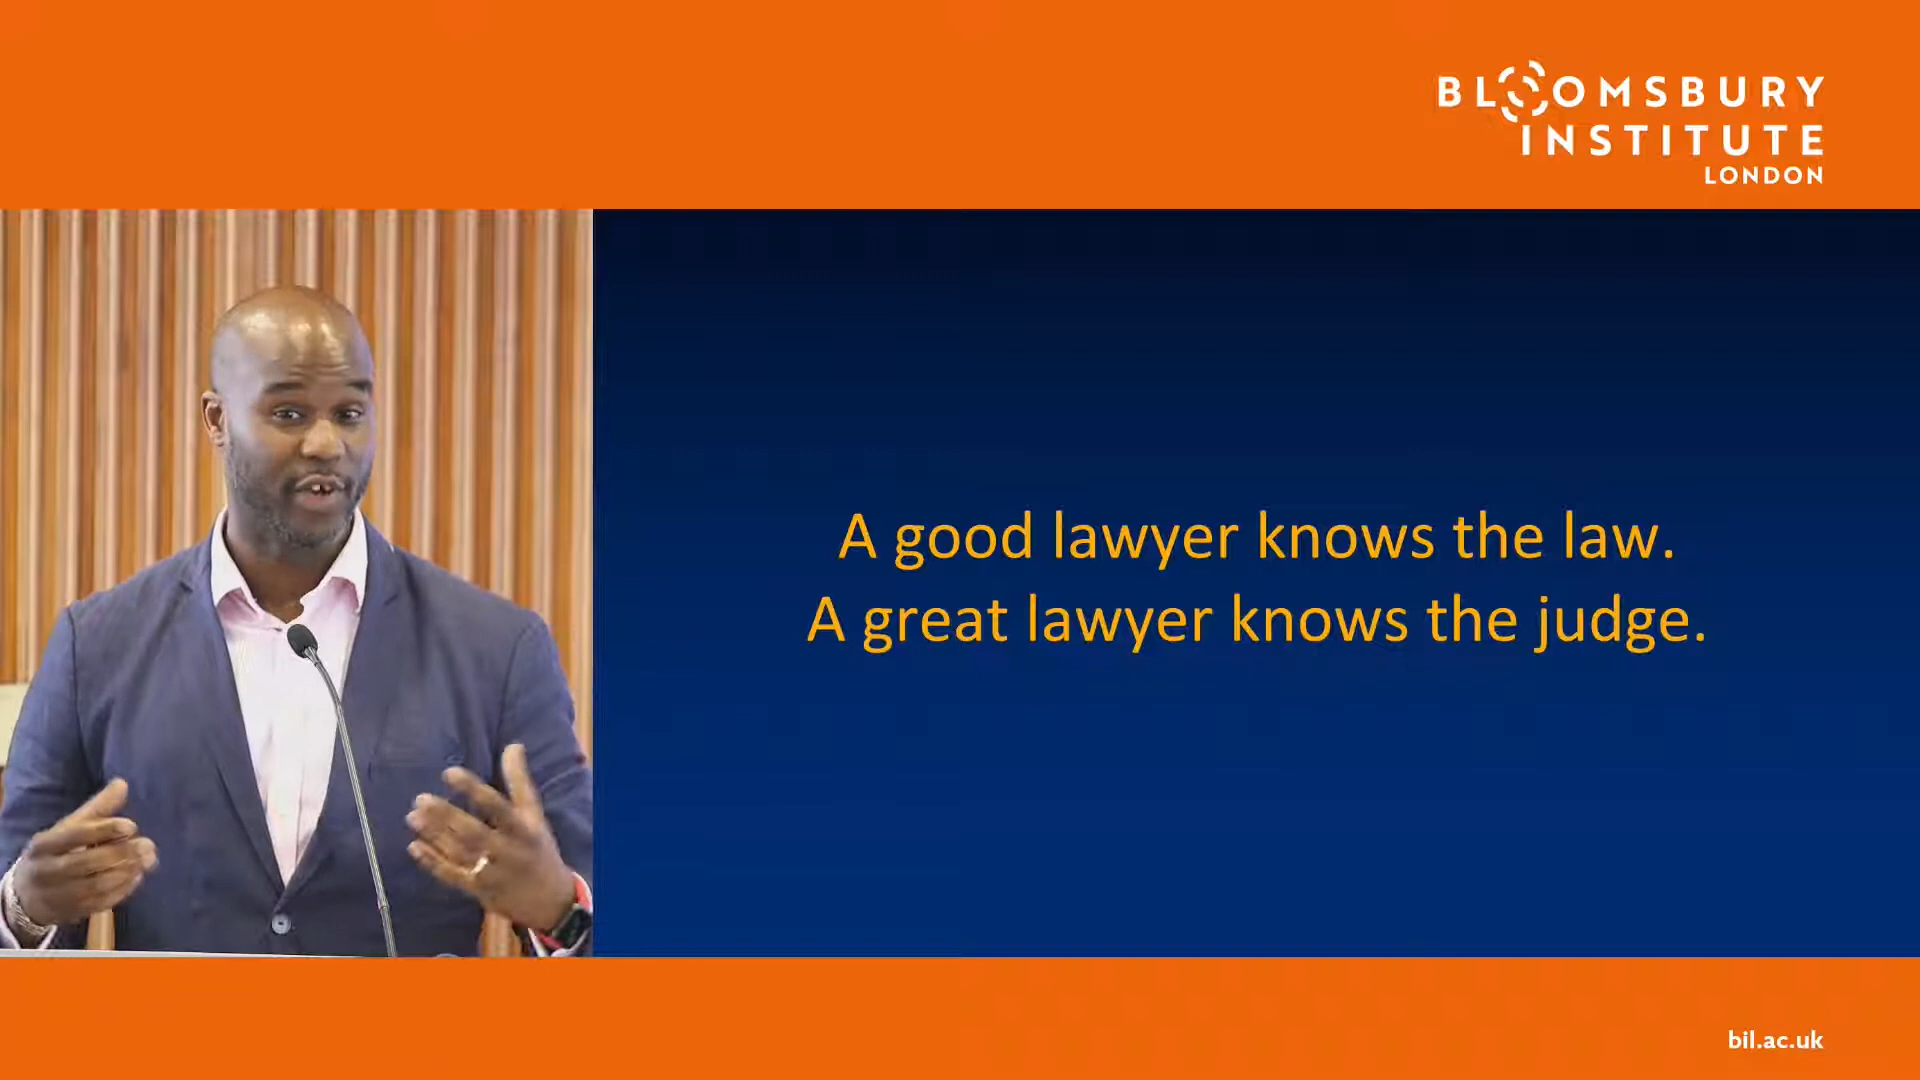 BLOOMSBURY
INSTITUTE
LONDON
A good lawyer knows the law.
A great lawyer knows the judge.
bil.ac.uk